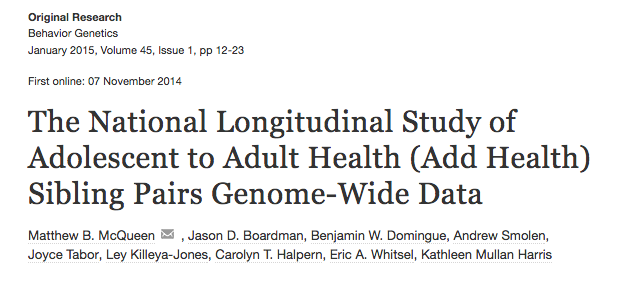 Original Research
Behavior Genetics
January 2015, Volume 45, Issue 1, pp 12-23
First online: 07 November 2014
The National Longitudinal Study of
Adolescent to Adult Health (Add Health)
Sibling Pairs Genome-Wide Data
Matthew B. McQueen , Jason D. Boardman, Benjamin W. Domingue, Andrew Smolen,
Joyce Tabor, Ley Killeya-Jones, Carolyn T. Halpern, Eric A. Whitsel, Kathleen Mullan Harris